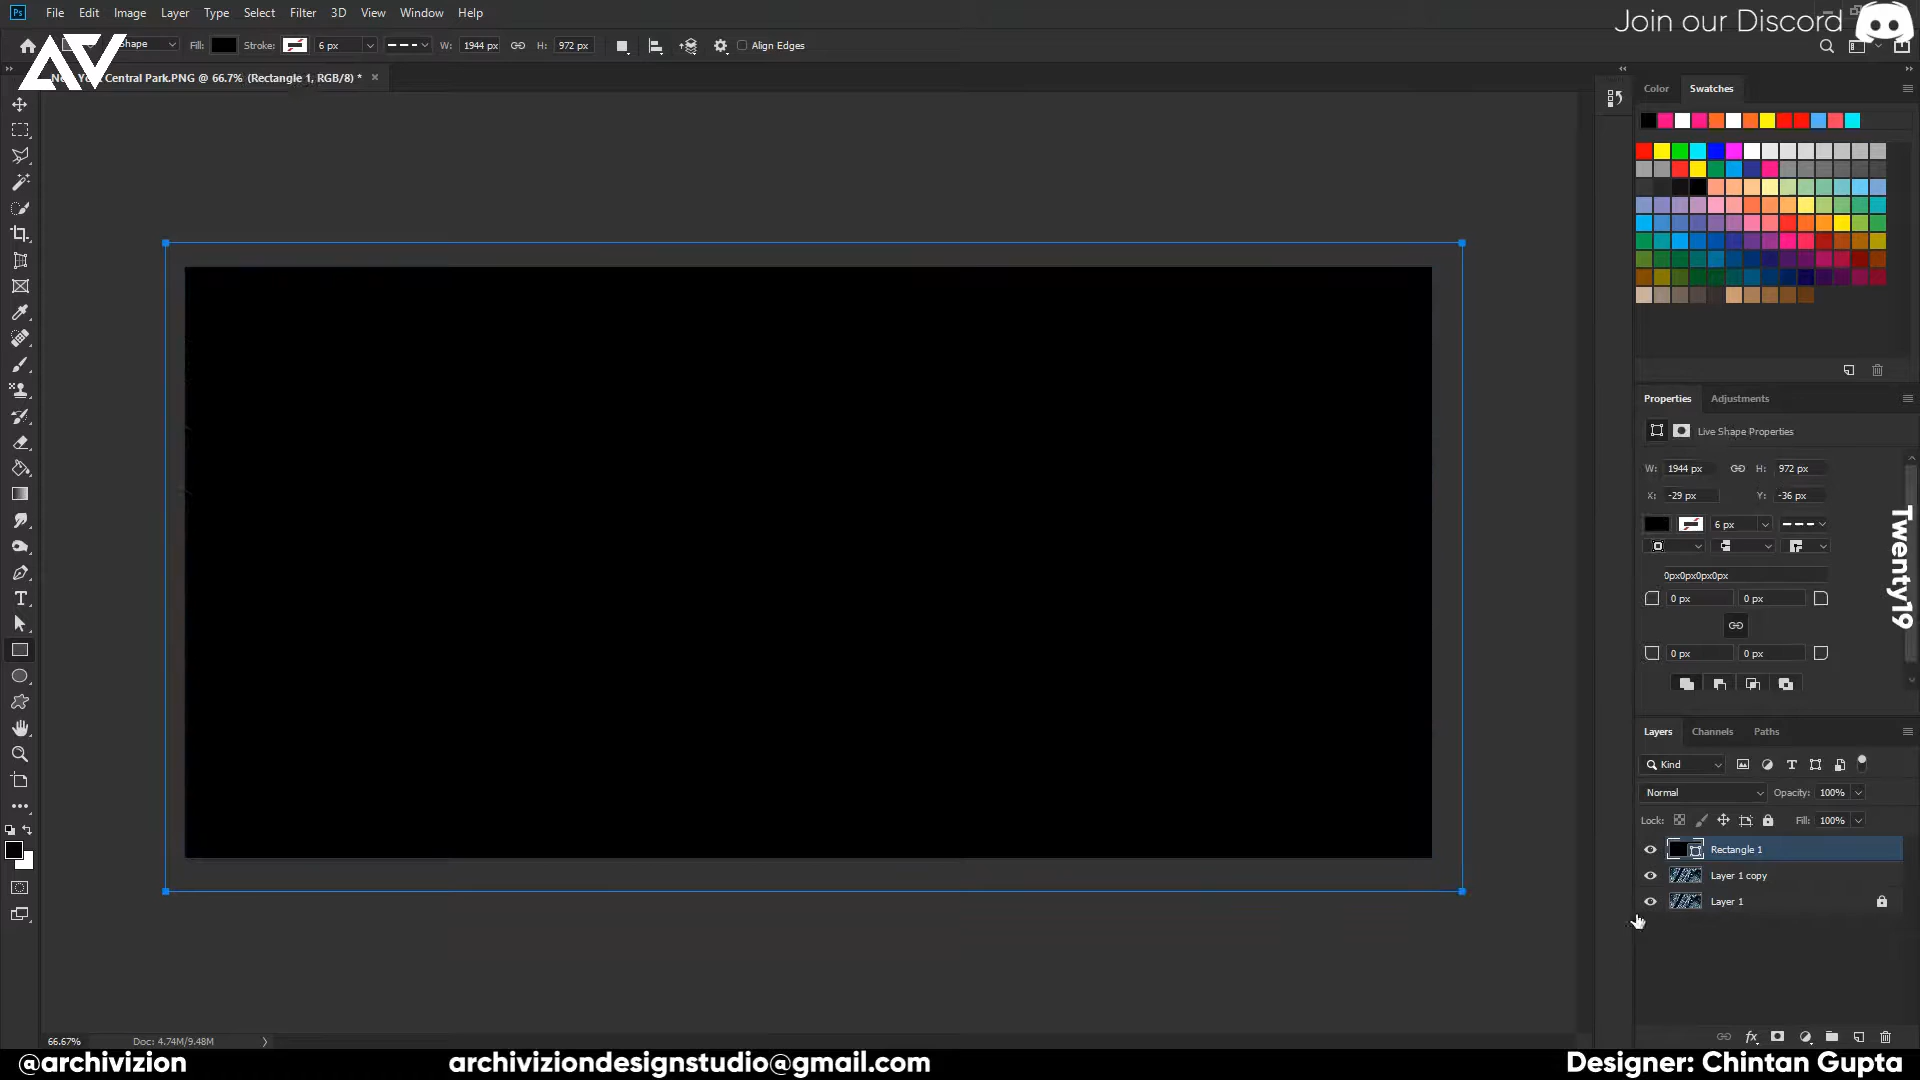 Ps File Edit Image Layer Type Select Filter 3D View Window Help
Join our Discord
Shape Fill: Stroke: 6 px W: 1944 px H: 972 px Align Edges
Central Park.PNG @ 66.7% (Rectangle 1, RGB/8) * ×
Color Swatches
Properties Adjustments
Live Shape Properties
W: 1944 px H: 972 px
X: -29 px Y: -36 px
6 px
0px0px0px0px
0 px 0 px
0 px 0 px
Twenty19
Layers Channels Paths
Kind
Normal Opacity: 100%
Lock: Fill: 100%
Rectangle 1
Layer 1 copy
Layer 1
66.67% Doc: 4.74M/9.48M
@archivizion archiviziondesignstudio@gmail.com Designer: Chintan Gupta